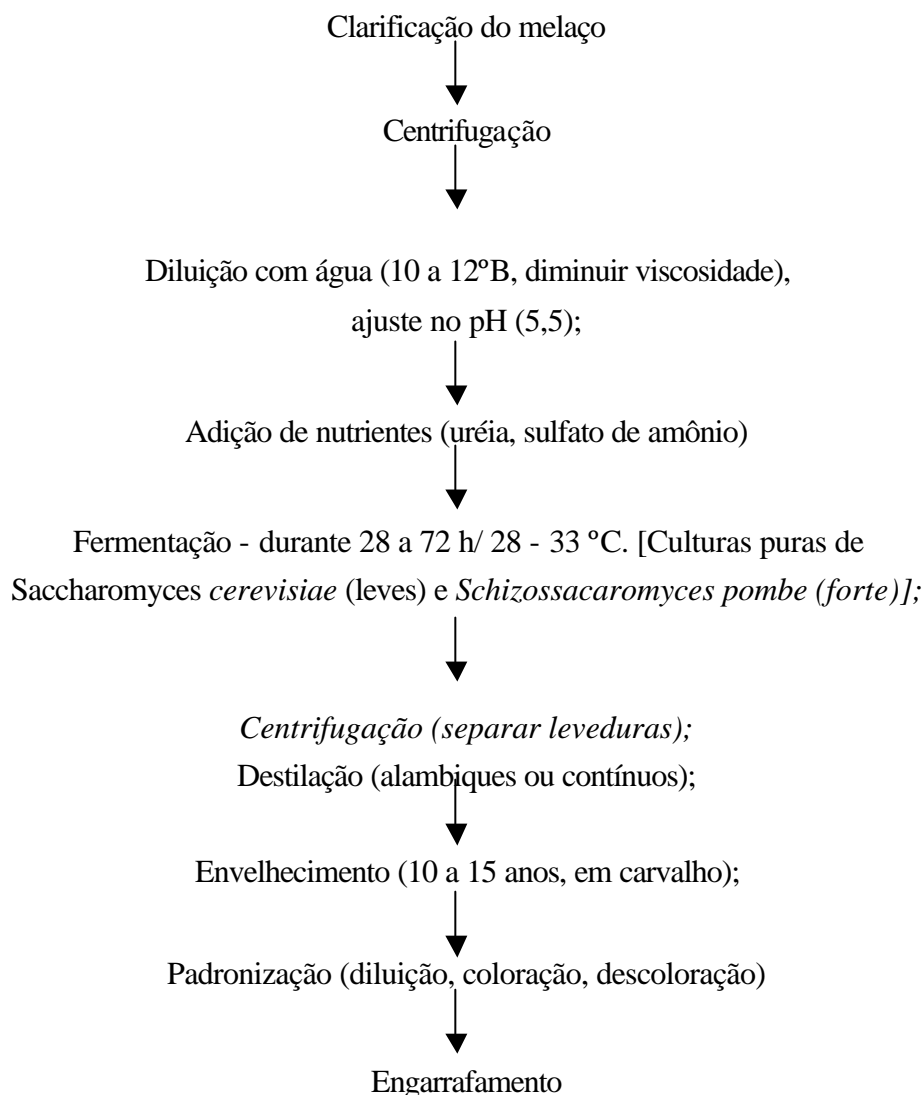 Clarificação do melaço
Centrifugação
Diluição com água (10 a 12ºB, diminuir viscosidade),
ajuste no pH (5,5);
Adição de nutrientes (uréia, sulfato de amônio)
Fermentação - durante 28 a 72 h/ 28 - 33 ºC. [Culturas puras de
Saccharomyces cerevisiae (leves) e Schizossacaromyces pombe (forte)];
Centrifugação (separar leveduras);
Destilação (alambiques ou contínuos);
Envelhecimento (10 a 15 anos, em carvalho);
Padronização (diluição, coloração, descoloração)
Engarrafamento